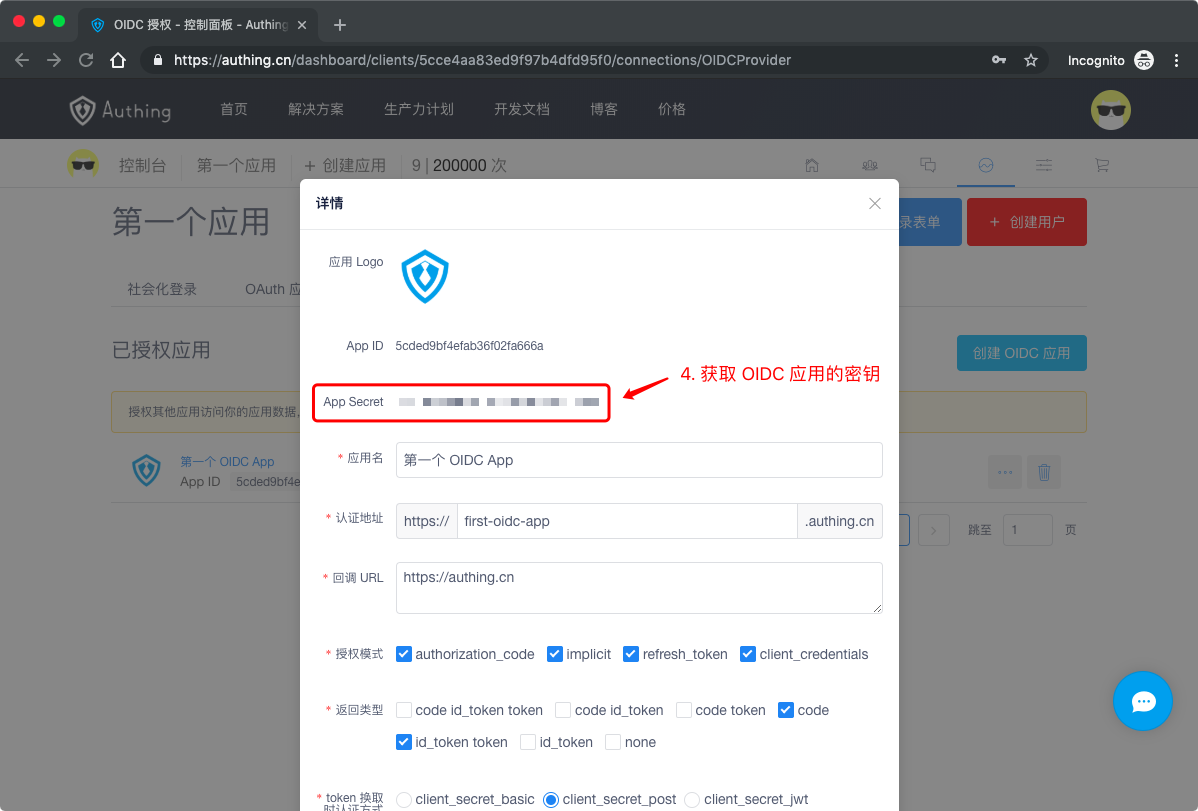 OIDC 授权 - 控制面板 - Authing
https://authing.cn/dashboard/clients/5cce4aa83ed9f97b4dfd95f0/connections/OIDCProvider
Incognito
Authing 首页 解决方案 生产力计划 开发文档 博客 价格
控制台 第一个应用 + 创建应用 9 | 200000 次
详情
第一个应用
录表单
+ 创建用户
应用 Logo
社会化登录 OAuth 应
App ID 5cded9bf4efab36f02fa666a
已授权应用
创建 OIDC 应用
4. 获取 OIDC 应用的密钥
App Secret
授权其他应用访问你的应用数据
* 应用名 第一个 OIDC App
第一个 OIDC App
App ID 5cded9bf4e
* 认证地址 https:// first-oidc-app .authing.cn
跳至 1 页
* 回调 URL https://authing.cn
* 授权模式 authorization_code implicit refresh_token client_credentials
* 返回类型 code id_token token code id_token code token code
id_token token id_token none
* token 换取
时认证方式
client_secret_basic client_secret_post client_secret_jwt